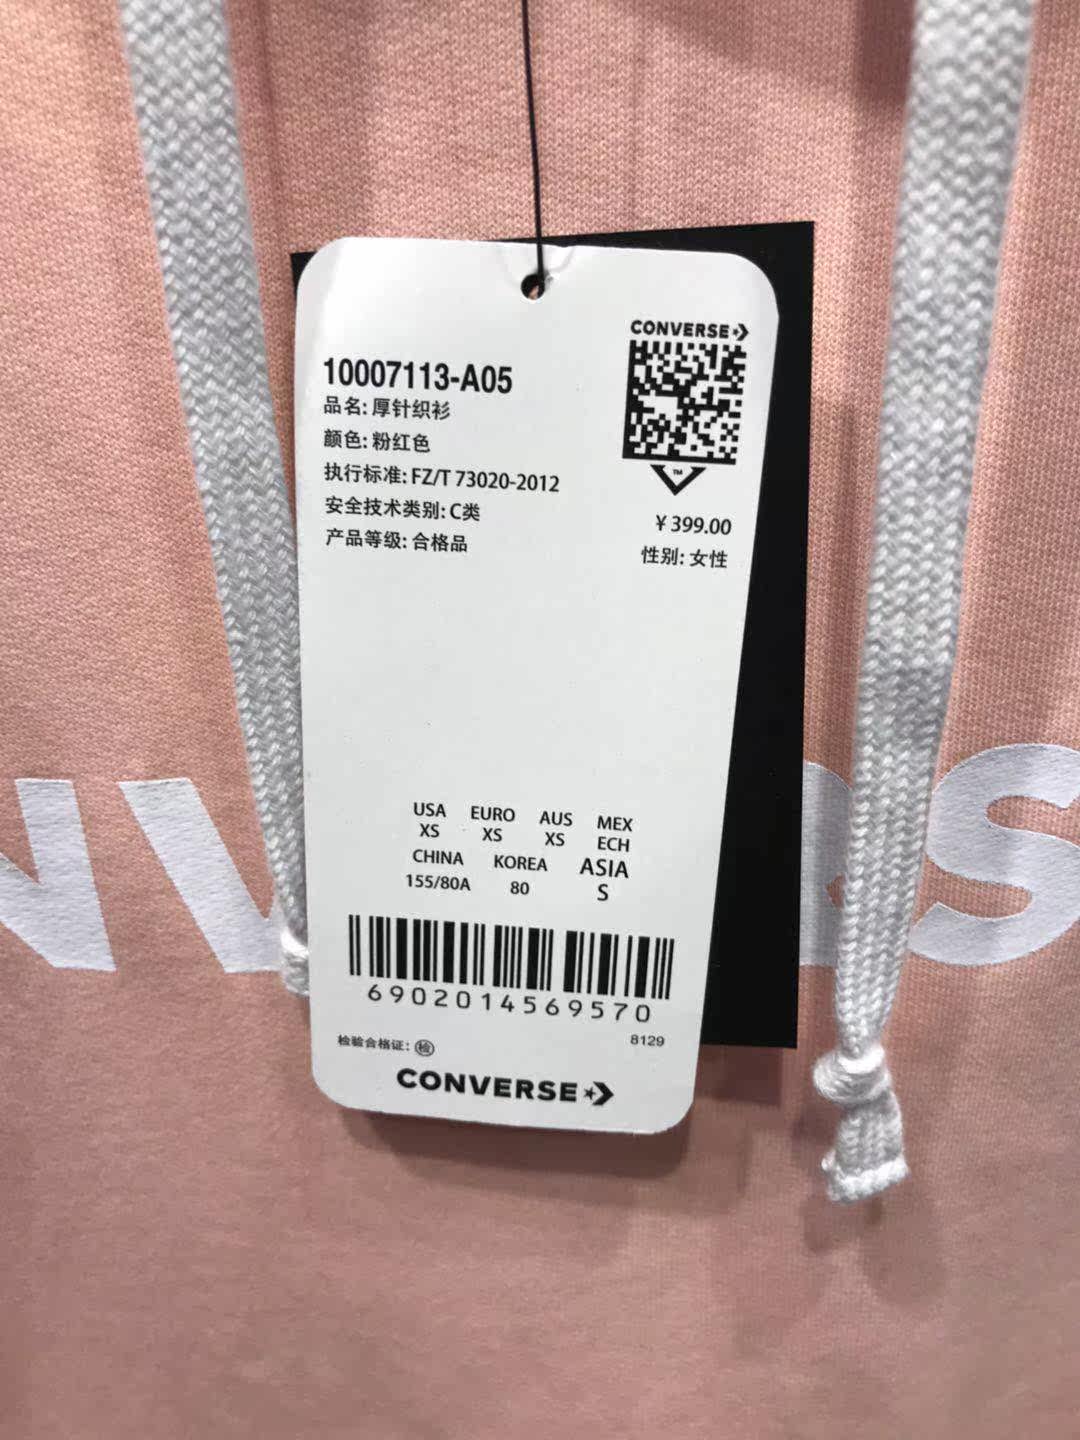 CONVERSE
10007113-A05
品名: 厚针织衫
颜色: 粉红色
执行标准: FZ/T 73020-2012
安全技术类别: C类
产品等级: 合格品
TM
¥ 399.00
性别: 女性
USA EURO AUS MEX
XS XS XS ECH
CHINA KOREA ASIA
155/80A 80 S
6902014569570
检验合格证: 检
8129
CONVERSE
NV RS